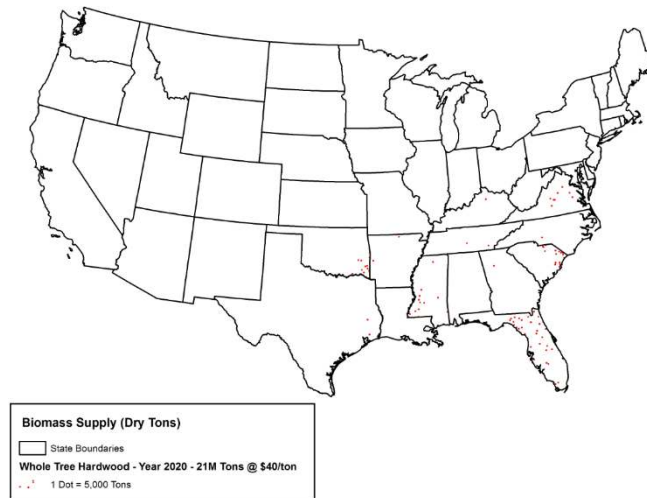 Biomass Supply (Dry Tons)
State Boundaries
Whole Tree Hardwood - Year 2020 - 21M Tons @ $40/ton
1 Dot = 5,000 Tons